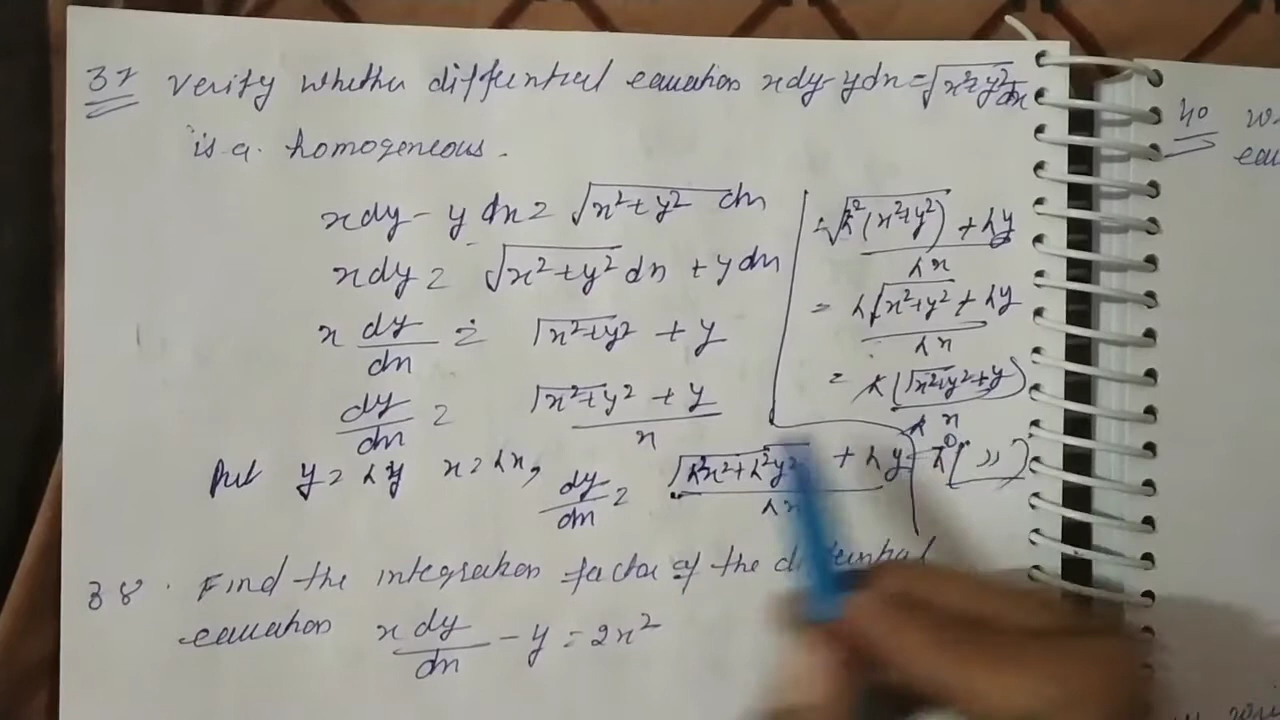 37 Verify whether differential equation xdy-ydx=√x²+y² dx
is a homogeneous.
xdy - y dx = √x²+y² dx
xdy = √x²+y² dx + y dx
x dy/dx = √x²+y² + y
dy/dx = (√x²+y² + y)/x
Put y=λy x=λx, dy/dx = (√λ²x²+λ²y² + λy)/λx
= (√λ²(x²+y²) + λy)/λx
= (λ√x²+y² + λy)/λx
= λ(√x²+y²+y)/λx
= λ⁰( " )
38. Find the integration factor of the differential
equation x dy/dx - y = 2x²
40